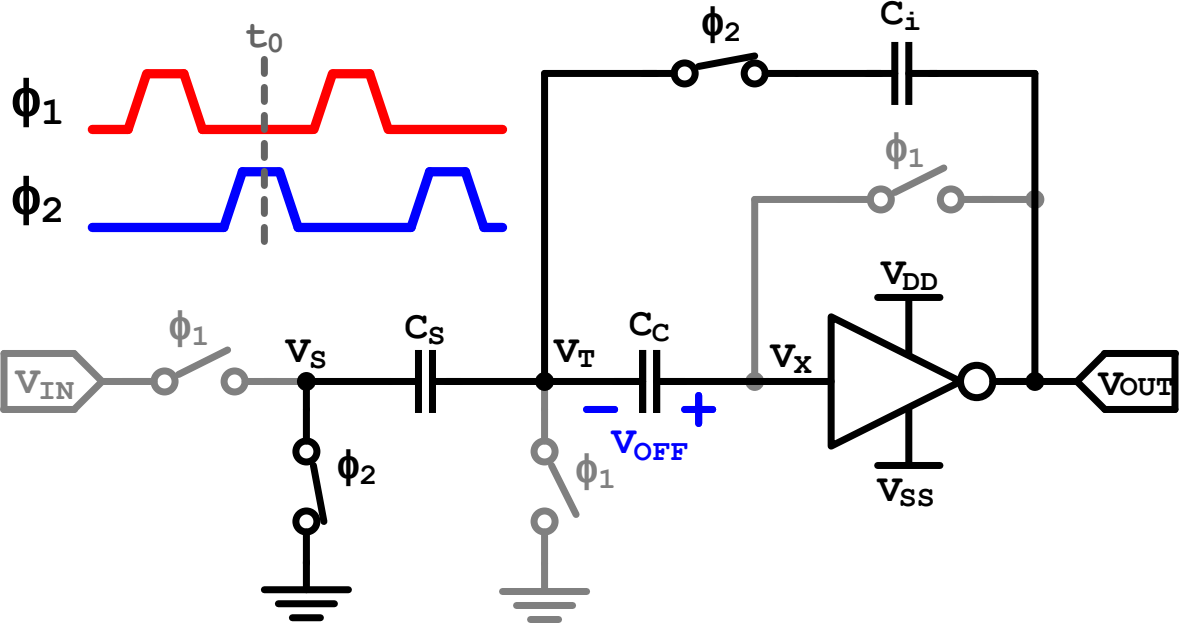 t0
ϕ1
ϕ2
ϕ2
Ci
ϕ1
VDD
VIN
ϕ1
VS
CS
VT
CC
VX
VOUT
− +
VOFF
ϕ2
ϕ1
VSS